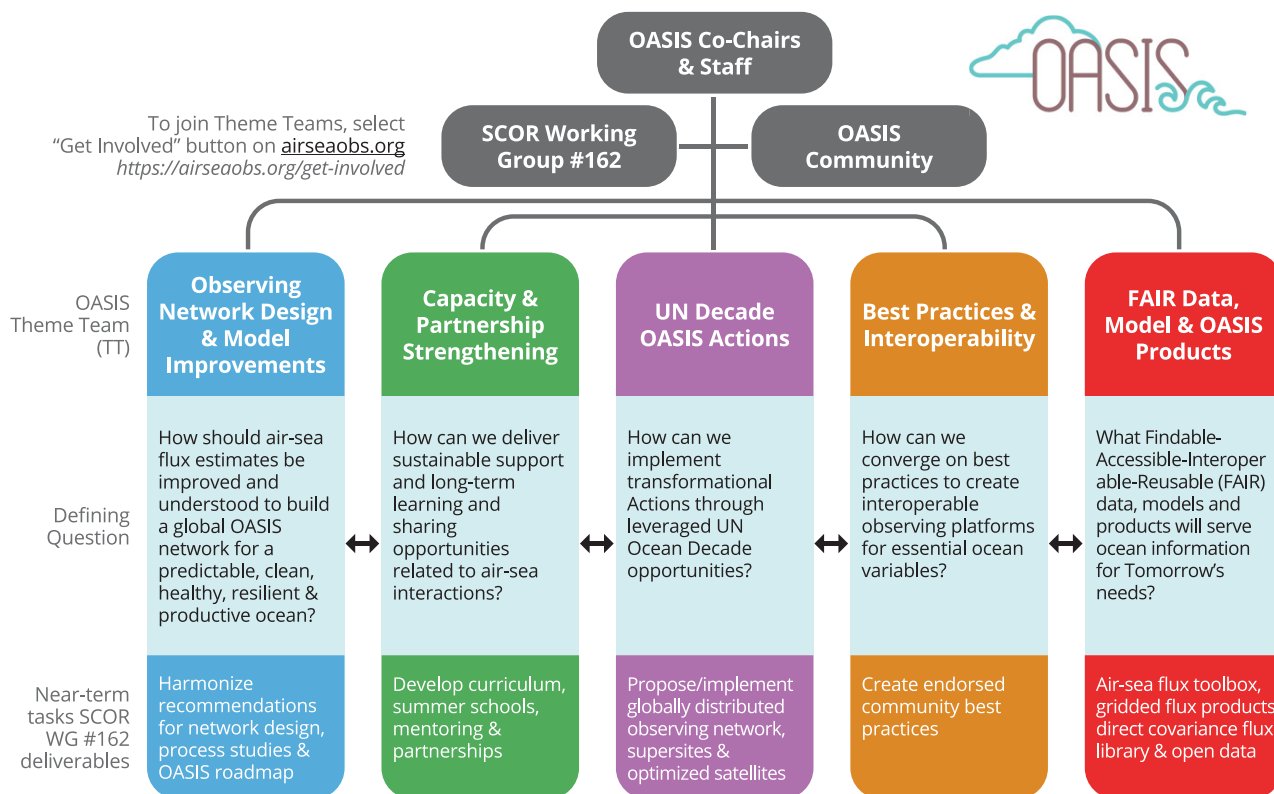 OASIS Co-Chairs
& Staff
OASIS
To join Theme Teams, select
“Get Involved” button on airseaobs.org
https://airseaobs.org/get-involved
SCOR Working
Group #162
OASIS
Community
OASIS
Theme Team
(TT)
Observing
Network Design
& Model
Improvements
Capacity &
Partnership
Strengthening
UN Decade
OASIS Actions
Best Practices &
Interoperability
FAIR Data,
Model & OASIS
Products
Defining
Question
How should air-sea
flux estimates be
improved and
understood to build
a global OASIS
network for a
predictable, clean,
healthy, resilient &
productive ocean?
How can we deliver
sustainable support
and long-term
learning and
sharing
opportunities
related to air-sea
interactions?
How can we
implement
transformational
Actions through
leveraged UN
Ocean Decade
opportunities?
How can we
converge on best
practices to create
interoperable
observing platforms
for essential ocean
variables?
What Findable-
Accessible-Interoper
able-Reusable (FAIR)
data, models and
products will serve
ocean information
for Tomorrow’s
needs?
Near-term
tasks SCOR
WG #162
deliverables
Harmonize
recommendations
for network design,
process studies &
OASIS roadmap
Develop curriculum,
summer schools,
mentoring &
partnerships
Propose/implement
globally distributed
observing network,
supersites &
optimized satellites
Create endorsed
community best
practices
Air-sea flux toolbox,
gridded flux products
direct covariance flux
library & open data